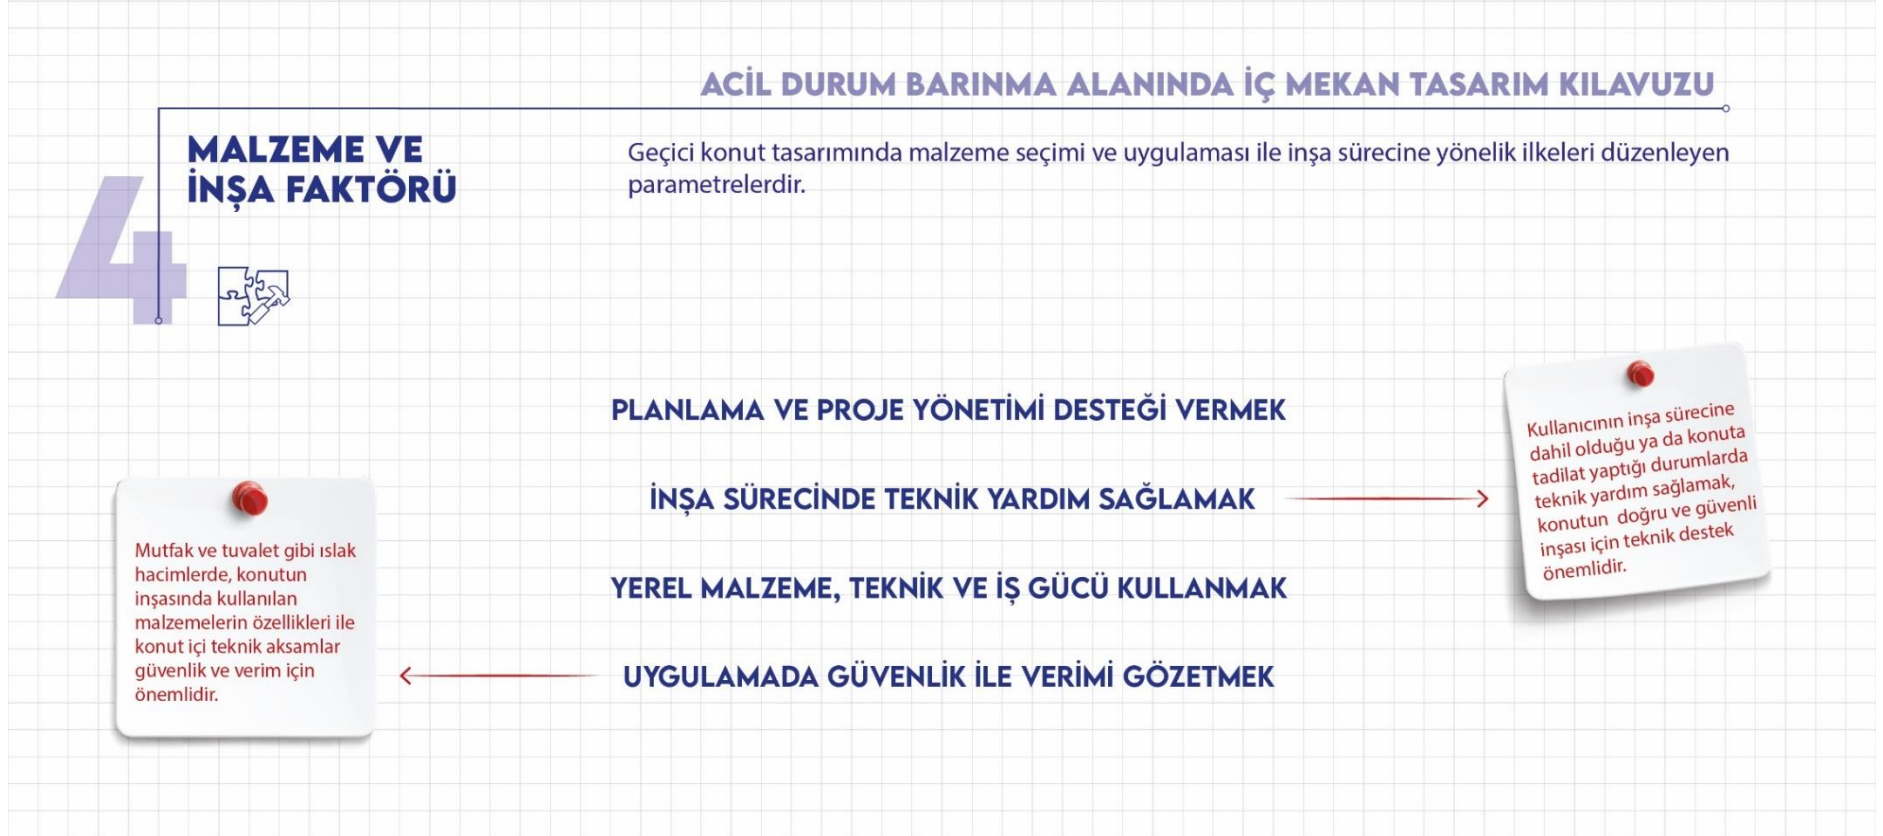 ACİL DURUM BARINMA ALANINDA İÇ MEKAN TASARIM KILAVUZU
4
MALZEME VE
İNŞA FAKTÖRÜ
Geçici konut tasarımında malzeme seçimi ve uygulaması ile inşa sürecine yönelik ilkeleri düzenleyen
parametrelerdir.
PLANLAMA VE PROJE YÖNETİMİ DESTEĞİ VERMEK
İNŞA SÜRECİNDE TEKNİK YARDIM SAĞLAMAK
Kullanıcının inşa sürecine
dahil olduğu ya da konuta
tadilat yaptığı durumlarda
teknik yardım sağlamak,
konutun doğru ve güvenli
inşası için teknik destek
önemlidir.
YEREL MALZEME, TEKNİK VE İŞ GÜCÜ KULLANMAK
UYGULAMADA GÜVENLİK İLE VERİMİ GÖZETMEK
Mutfak ve tuvalet gibi ıslak
hacimlerde, konutun
inşasında kullanılan
malzemelerin özellikleri ile
konut içi teknik aksamlar
güvenlik ve verim için
önemlidir.